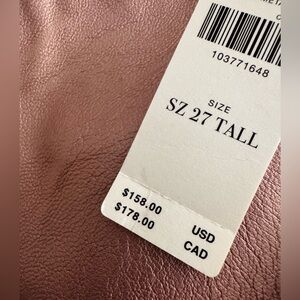 103771648
SIZE
SZ 27 TALL
$158.00 USD
$178.00 CAD